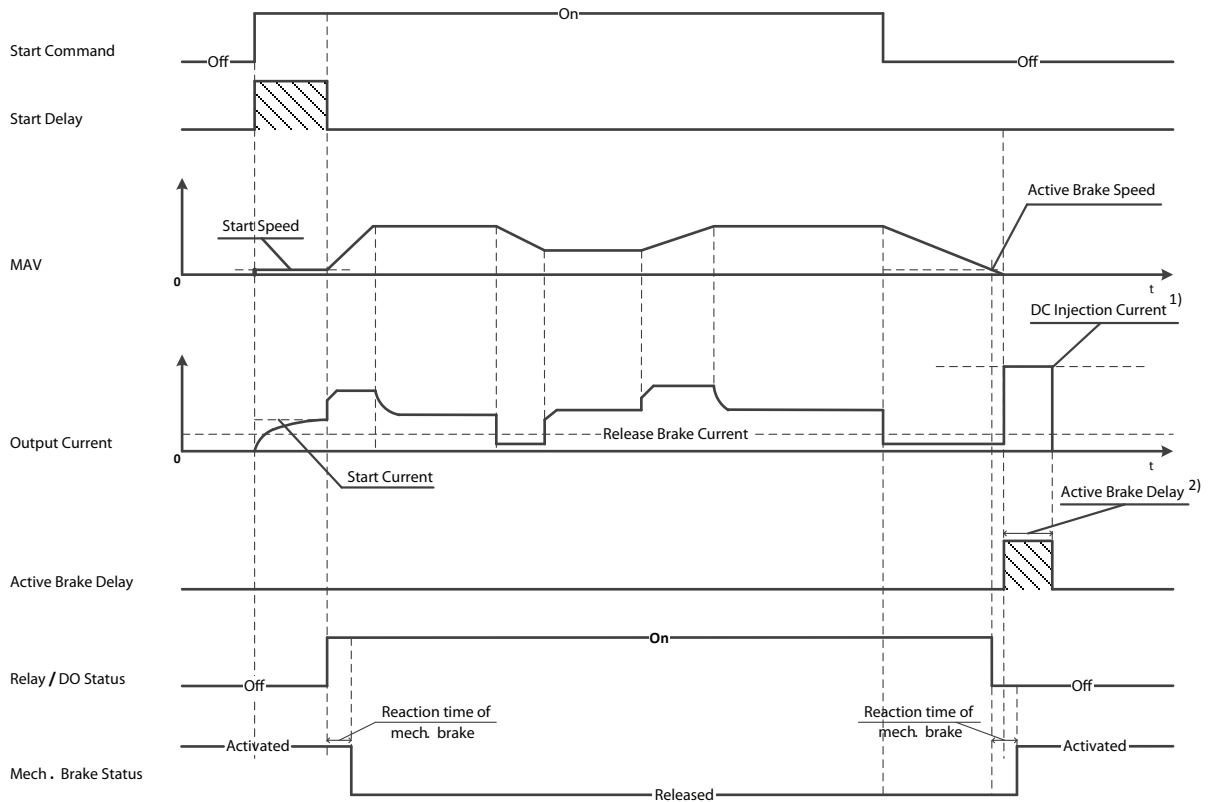 On
Start Command
Off
Off
Start Delay
Active Brake Speed
Start Speed
MAV
0
t
DC Injection Current 1)
Release Brake Current
Output Current
0
t
Start Current
Active Brake Delay 2)
Active Brake Delay
On
Relay / DO Status
Off
Off
Reaction time of
mech. brake
Reaction time of
mech. brake
Activated
Activated
Mech. Brake Status
Released